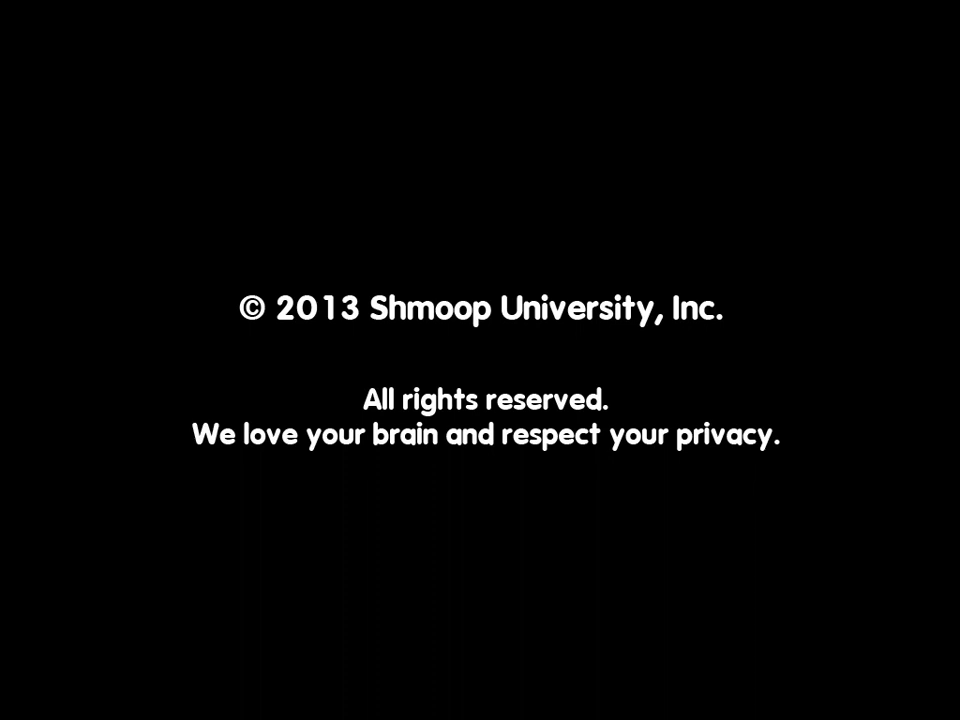 © 2013 Shmoop University, Inc.
All rights reserved.
We love your brain and respect your privacy.